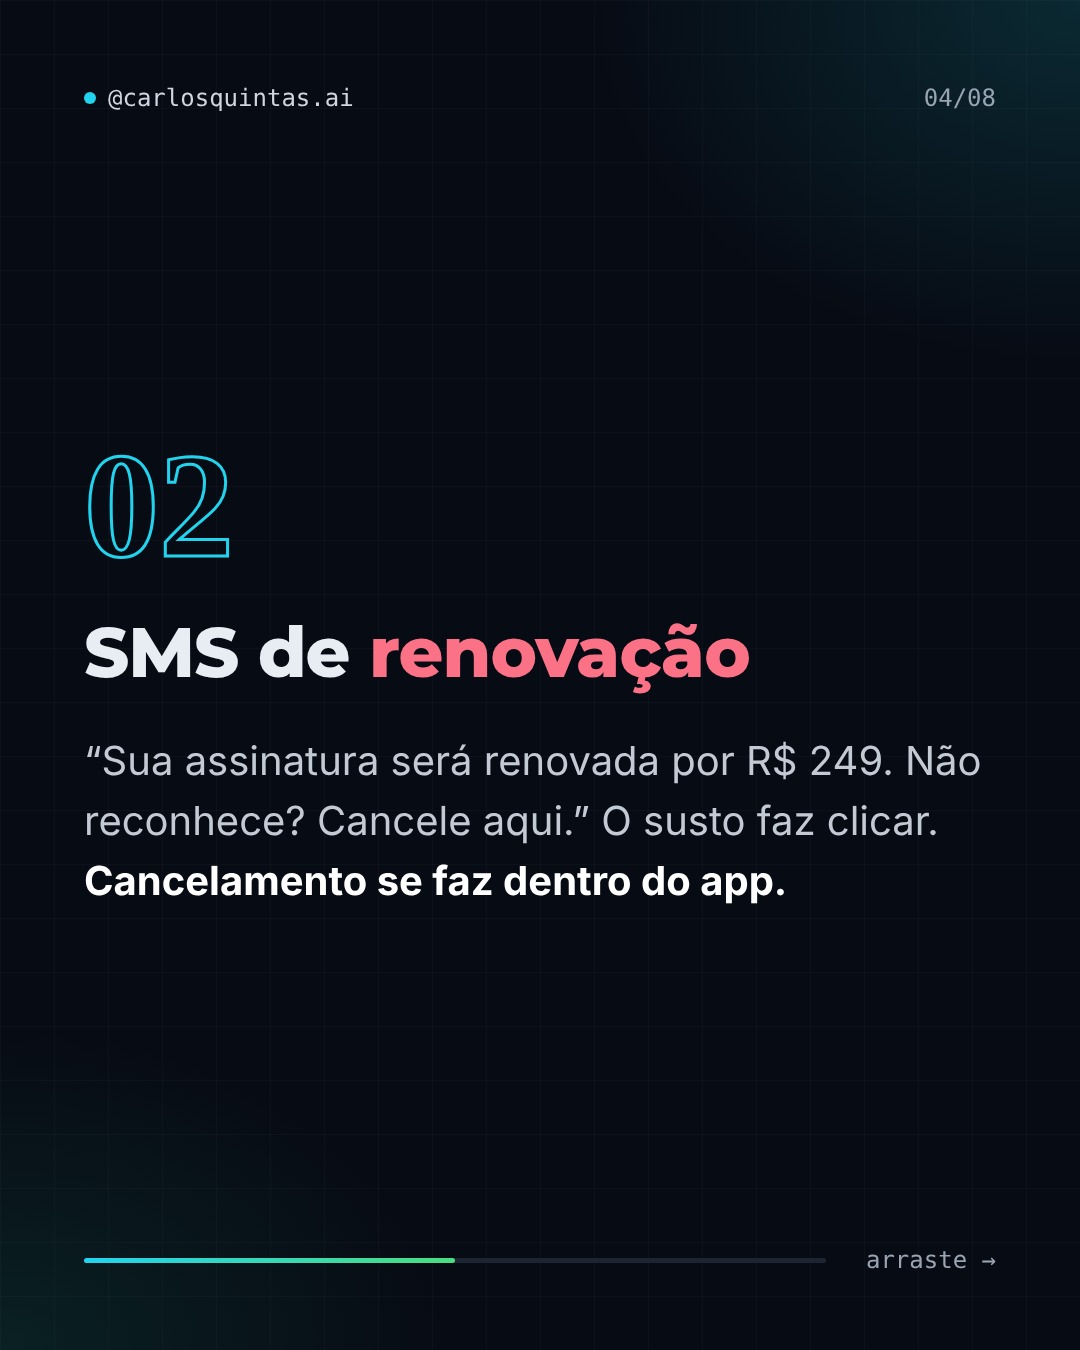 @carlosquintas.ai
04/08
02
SMS de renovação
“Sua assinatura será renovada por R$ 249. Não
reconhece? Cancele aqui.” O susto faz clicar.
Cancelamento se faz dentro do app.
arraste →